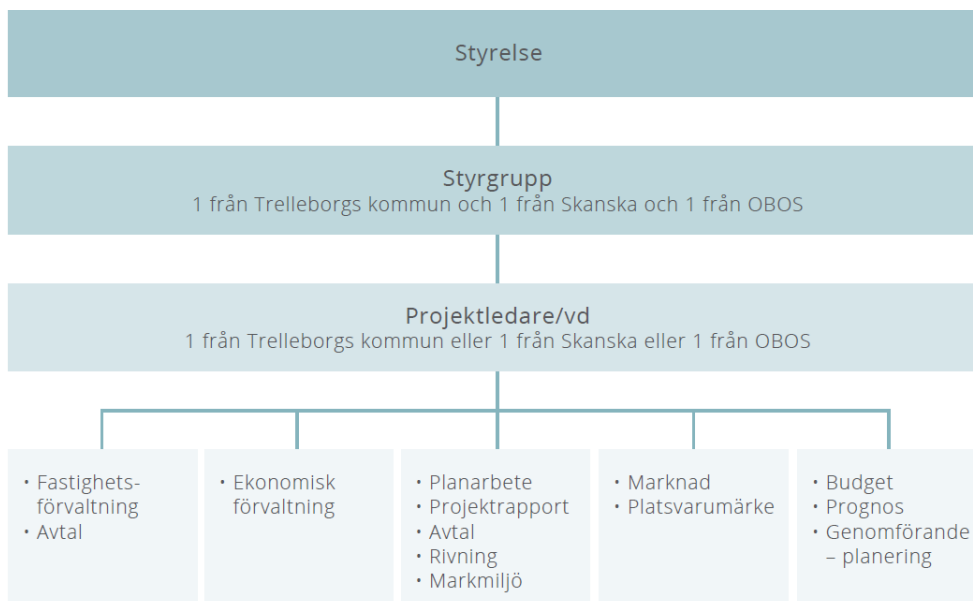 Styrelse
Styrgrupp
1 från Trelleborgs kommun och 1 från Skanska och 1 från OBOS
Projektledare/vd
1 från Trelleborgs kommun eller 1 från Skanska eller 1 från OBOS
• Fastighets-
förvaltning
• Avtal
• Ekonomisk
förvaltning
• Planarbete
• Projektrapport
• Avtal
• Rivning
• Markmiljö
• Marknad
• Platsvarumärke
• Budget
• Prognos
• Genomförande
– planering